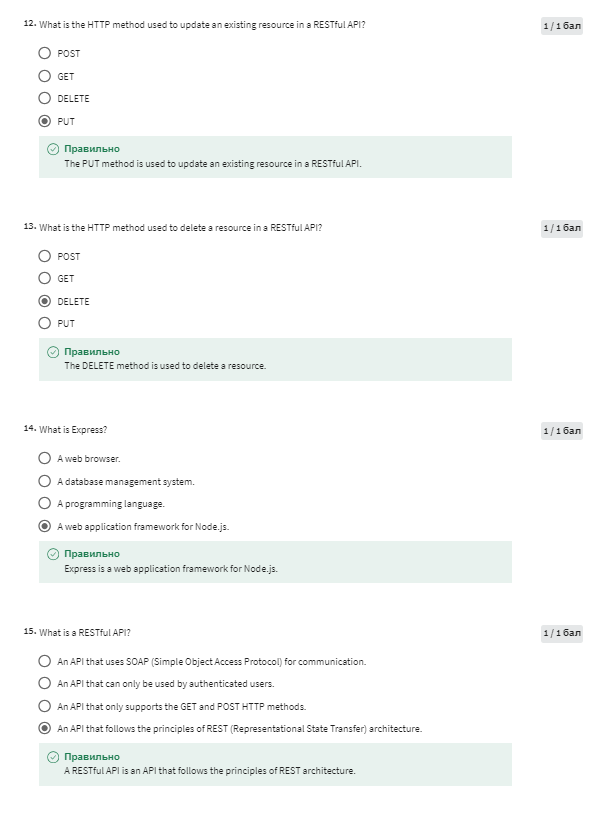 12. What is the HTTP method used to update an existing resource in a RESTful API?
1 / 1 бал
POST
GET
DELETE
PUT
Правильно
The PUT method is used to update an existing resource in a RESTful API.
13. What is the HTTP method used to delete a resource in a RESTful API?
1 / 1 бал
POST
GET
DELETE
PUT
Правильно
The DELETE method is used to delete a resource.
14. What is Express?
1 / 1 бал
A web browser.
A database management system.
A programming language.
A web application framework for Node.js.
Правильно
Express is a web application framework for Node.js.
15. What is a RESTful API?
1 / 1 бал
An API that uses SOAP (Simple Object Access Protocol) for communication.
An API that can only be used by authenticated users.
An API that only supports the GET and POST HTTP methods.
An API that follows the principles of REST (Representational State Transfer) architecture.
Правильно
A RESTful API is an API that follows the principles of REST architecture.